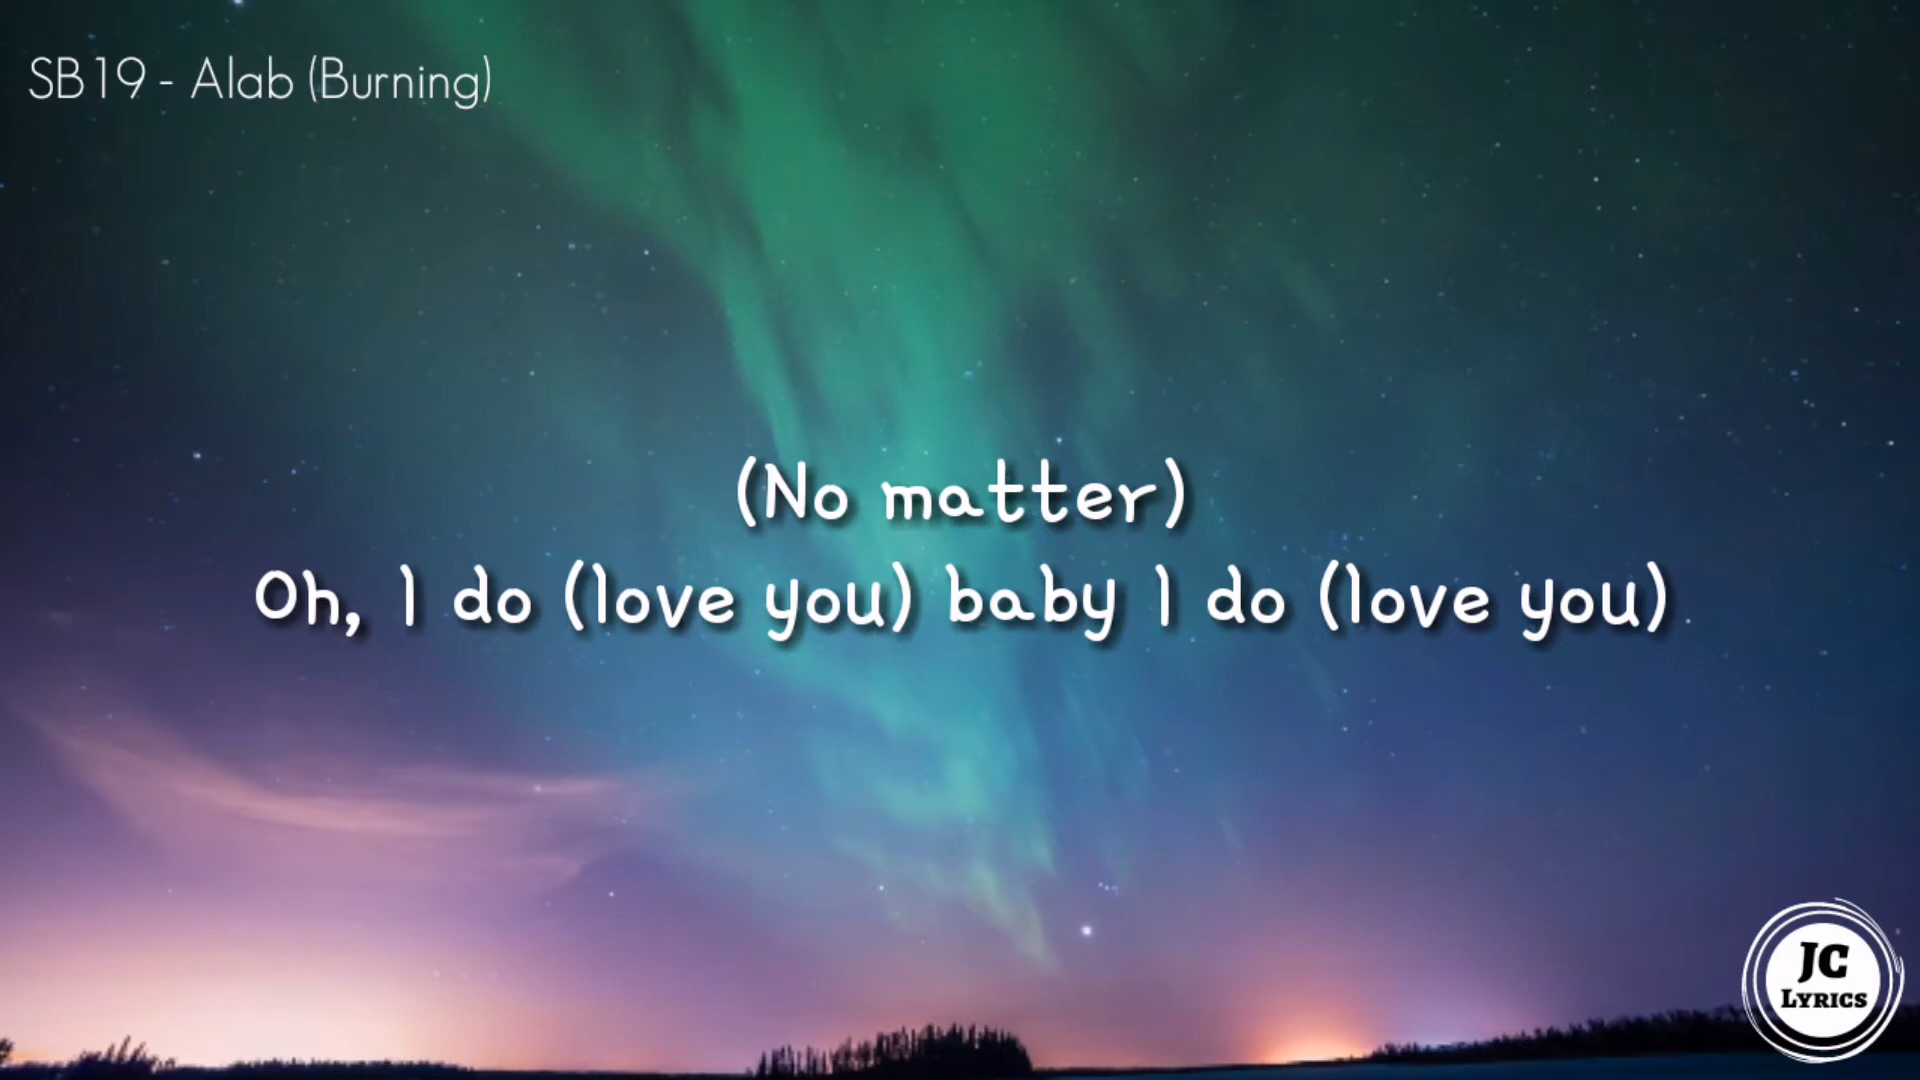 SB19 - Alab (Burning)
(No matter)
Oh, I do (love you) baby I do (love you)
JC
LYRICS